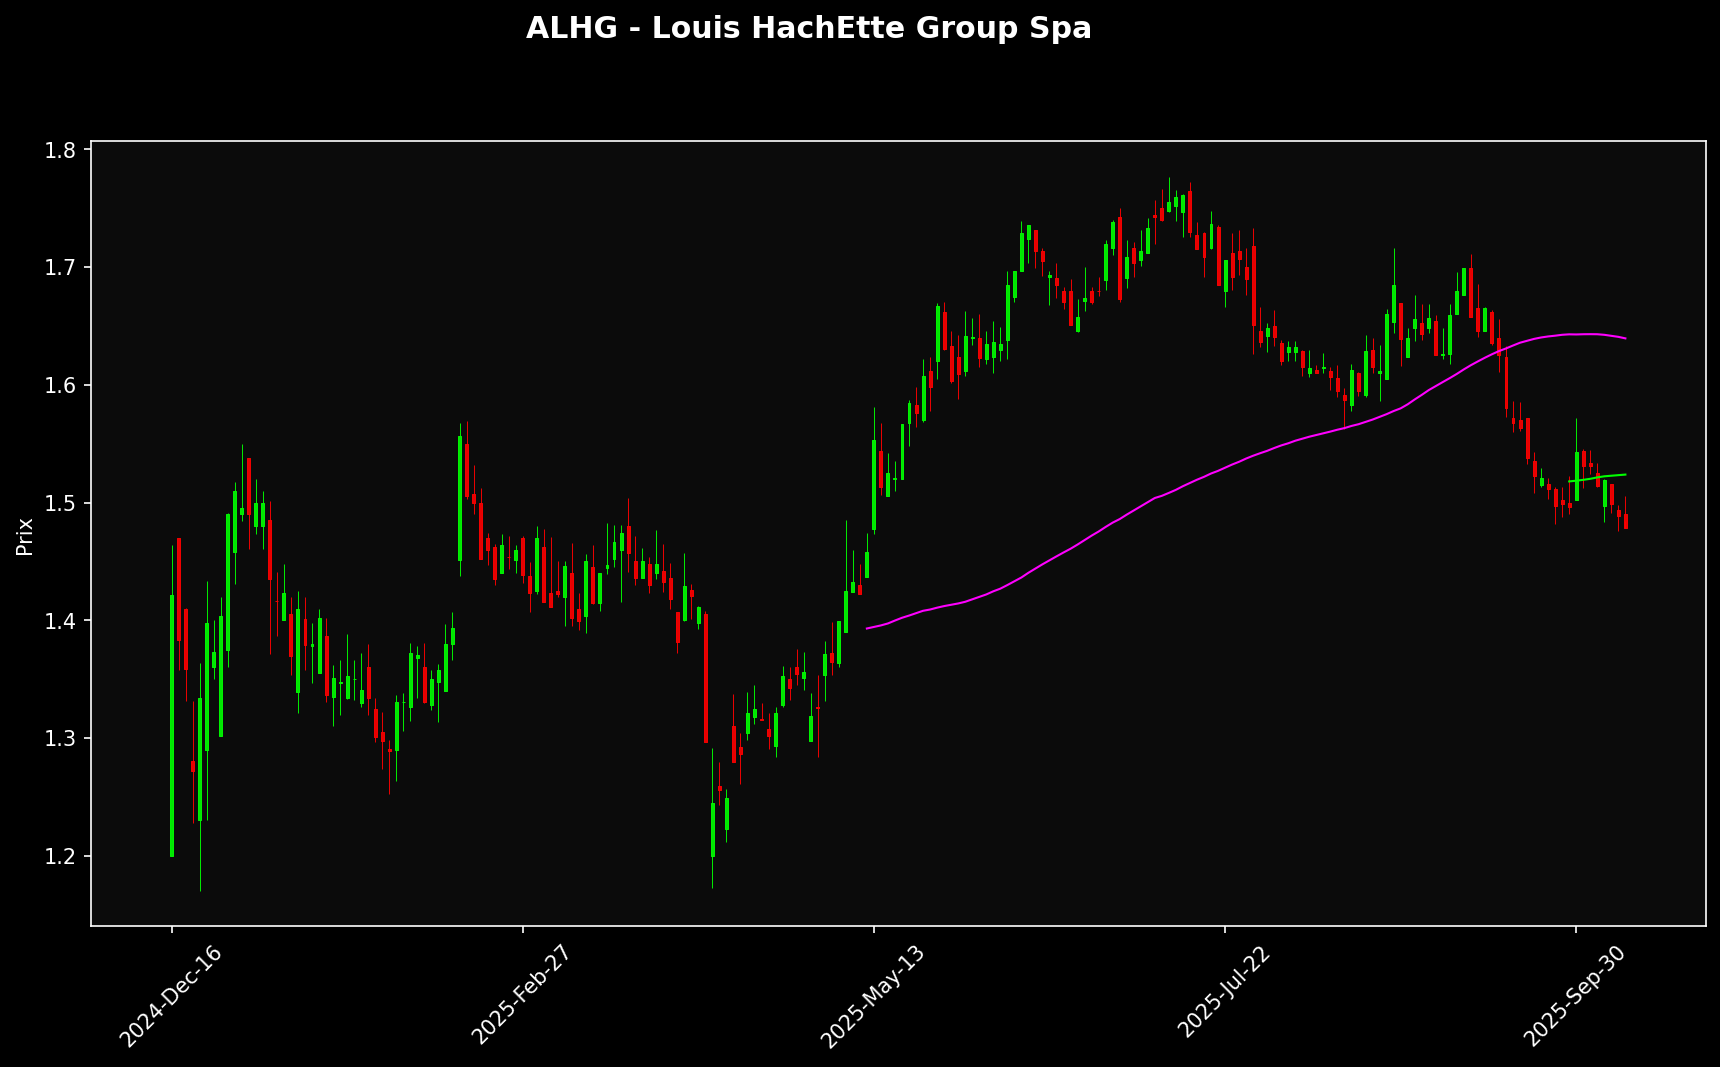 ALHG - Louis HachEtte Group Spa
1.8
1.7
1.6
1.5
1.4
1.3
1.2
Prix
2024-Dec-16
2025-Feb-27
2025-May-13
2025-Jul-22
2025-Sep-30